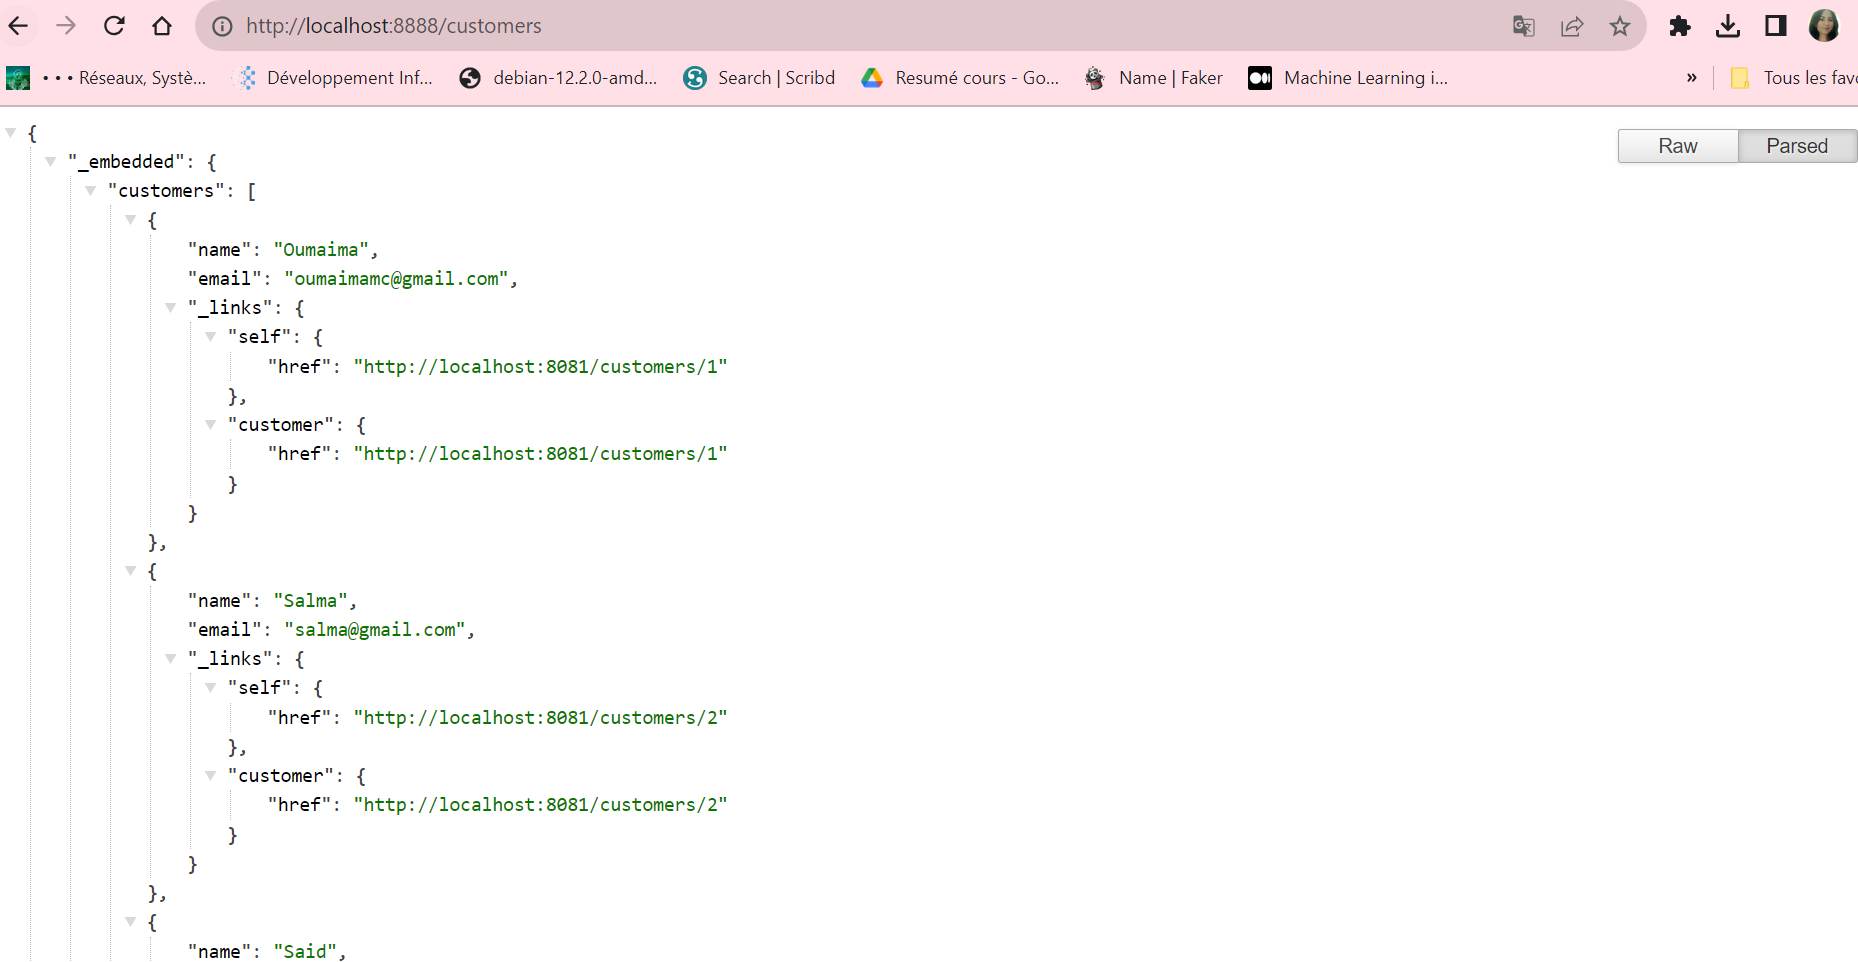 http://localhost:8888/customers
• • • Réseaux, Systè... Développement Inf... debian-12.2.0-amd... Search | Scribd Resumé cours - Go... Name | Faker Machine Learning i... » Tous les favo
Raw Parsed
{
"_embedded": {
"customers": [
{
"name": "Oumaima",
"email": "oumaimamc@gmail.com",
"_links": {
"self": {
"href": "http://localhost:8081/customers/1"
},
"customer": {
"href": "http://localhost:8081/customers/1"
}
}
},
{
"name": "Salma",
"email": "salma@gmail.com",
"_links": {
"self": {
"href": "http://localhost:8081/customers/2"
},
"customer": {
"href": "http://localhost:8081/customers/2"
}
}
},
{
"name": "Said",